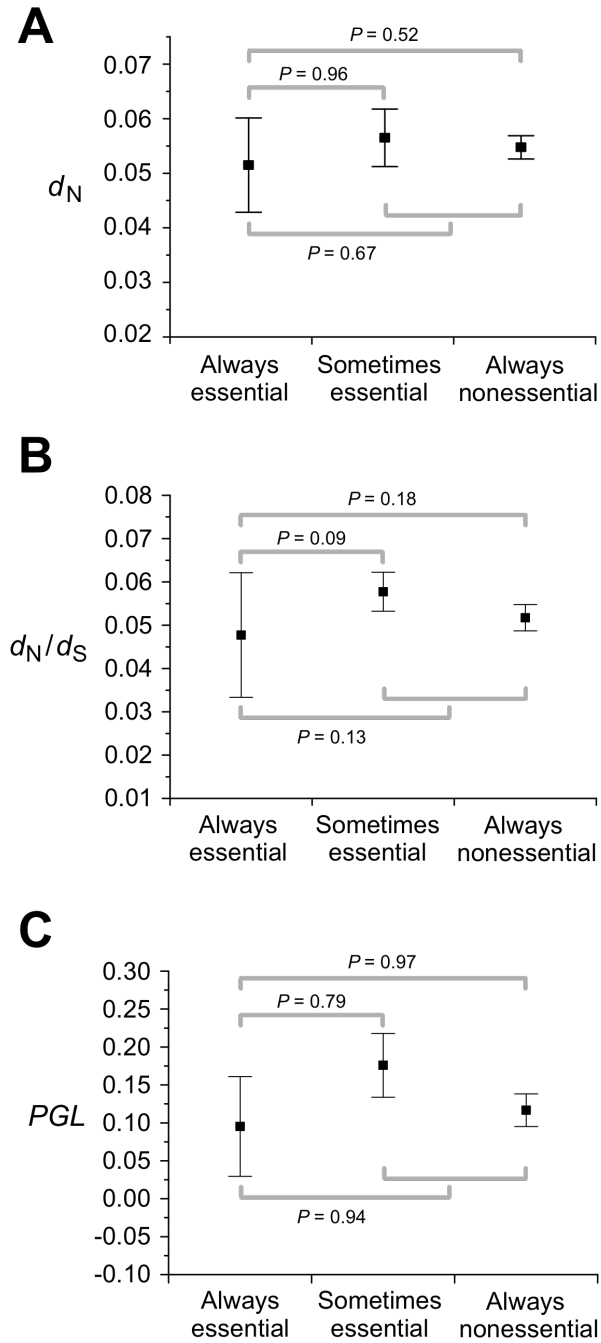 A
P = 0.52
P = 0.96
0.07
0.06
0.05
0.04
0.03
0.02
dN
P = 0.67
Always essential
Sometimes essential
Always nonessential
B
P = 0.18
P = 0.09
0.08
0.07
0.06
0.05
0.04
0.03
0.02
0.01
dN/dS
P = 0.13
Always essential
Sometimes essential
Always nonessential
C
P = 0.97
P = 0.79
0.30
0.25
0.20
0.15
0.10
0.05
0.00
-0.05
-0.10
PGL
P = 0.94
Always essential
Sometimes essential
Always nonessential